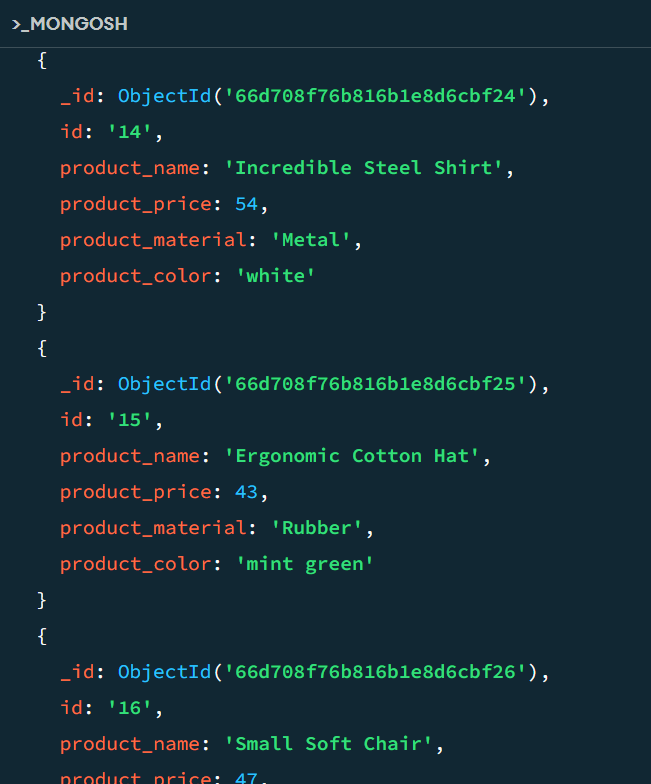 >_MONGOSH
{
_id: ObjectId('66d708f76b816b1e8d6cbf24'),
id: '14',
product_name: 'Incredible Steel Shirt',
product_price: 54,
product_material: 'Metal',
product_color: 'white'
}
{
_id: ObjectId('66d708f76b816b1e8d6cbf25'),
id: '15',
product_name: 'Ergonomic Cotton Hat',
product_price: 43,
product_material: 'Rubber',
product_color: 'mint green'
}
{
_id: ObjectId('66d708f76b816b1e8d6cbf26'),
id: '16',
product_name: 'Small Soft Chair',
product_price: 47,